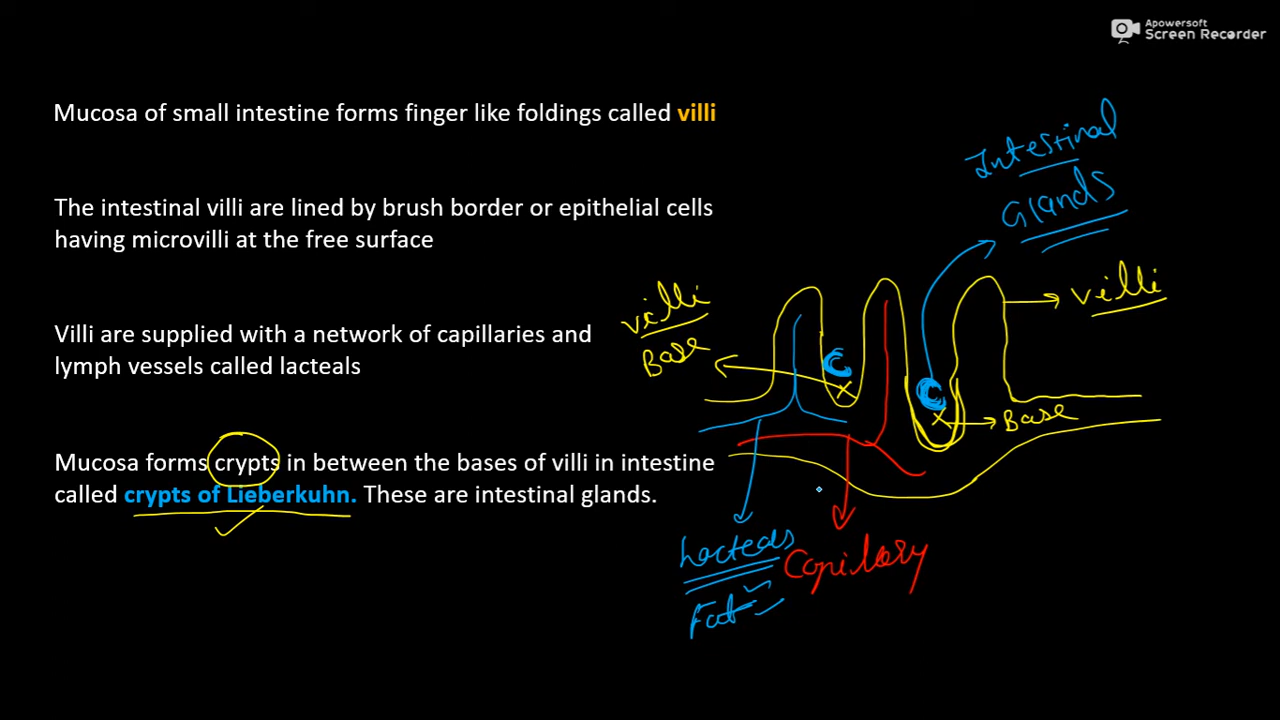 Apowersoft
Screen Recorder
Mucosa of small intestine forms finger like foldings called villi
The intestinal villi are lined by brush border or epithelial cells
having microvilli at the free surface
Villi are supplied with a network of capillaries and
lymph vessels called lacteals
Mucosa forms crypts in between the bases of villi in intestine
called crypts of Lieberkuhn. These are intestinal glands.
Intestinal
Glands
villi
Base
villi
C
C
Base
Lacteals
Fat
Capillary